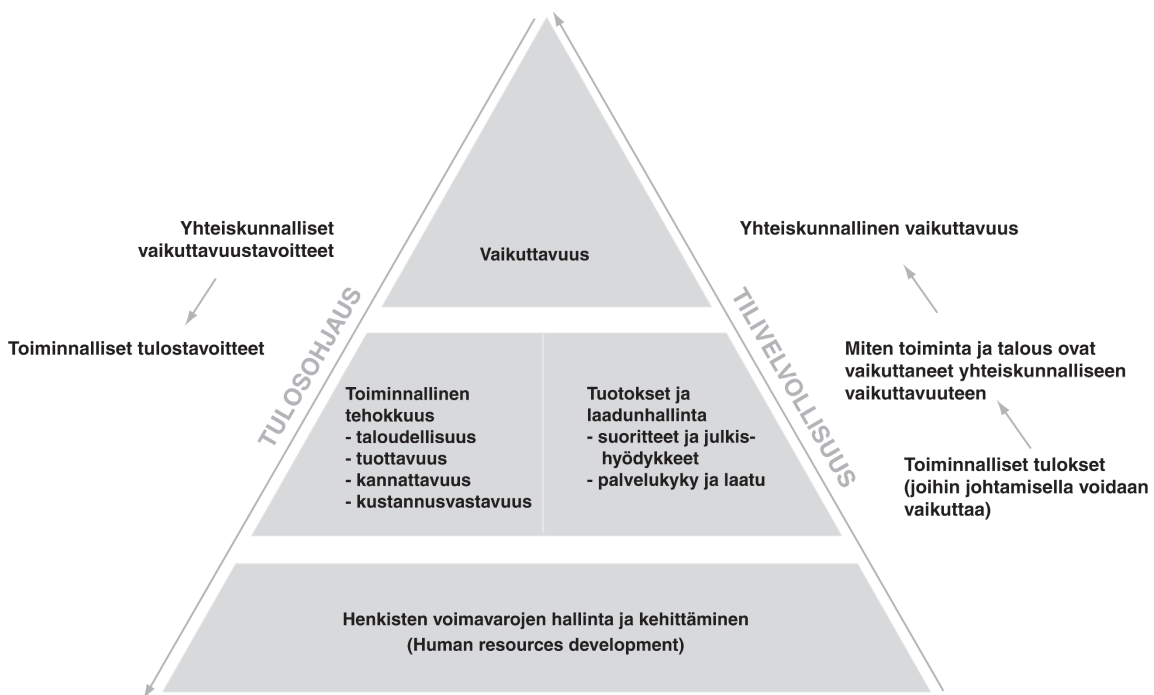 Yhteiskunnalliset
vaikuttavuustavoitteet
Toiminnalliset tulostavoitteet
TULOSOHJAUS
Vaikuttavuus
Toiminnallinen
tehokkuus
- taloudellisuus
- tuottavuus
- kannattavuus
- kustannusvastavuus
Tuotokset ja
laadunhallinta
- suoritteet ja julkis-
hyödykkeet
- palvelukyky ja laatu
Henkisten voimavarojen hallinta ja kehittäminen
(Human resources development)
TILIVELVOLLISUUS
Yhteiskunnallinen vaikuttavuus
Miten toiminta ja talous ovat
vaikuttaneet yhteiskunnalliseen
vaikuttavuuteen
Toiminnalliset tulokset
(joihin johtamisella voidaan
vaikuttaa)